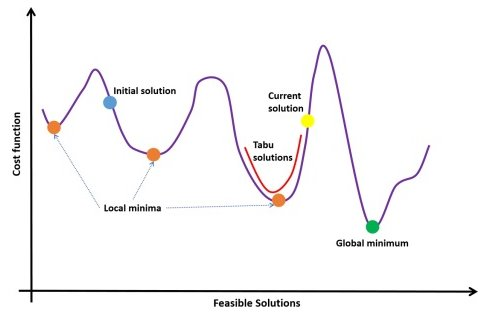 Initial solution
Current
solution
Cost function
Tabu
solutions
Local minima
Global minimum
Feasible Solutions